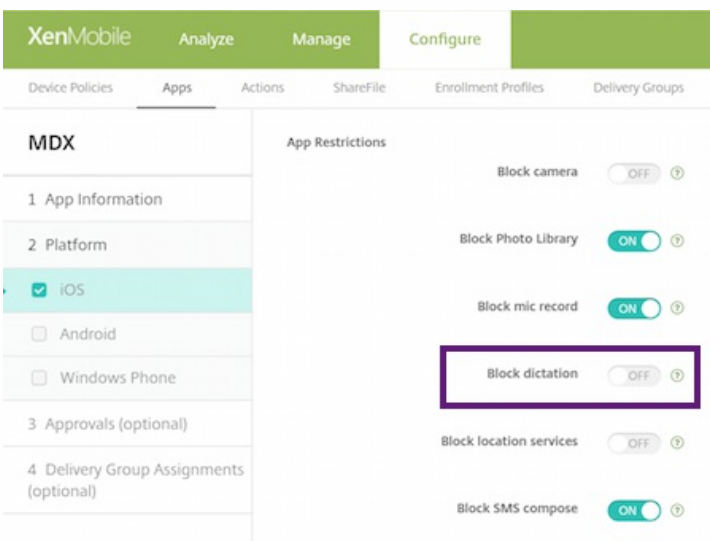 XenMobile Analyze Manage Configure
Device Policies Apps Actions ShareFile Enrollment Profiles Delivery Groups
MDX
1 App Information
2 Platform
iOS
Android
Windows Phone
3 Approvals (optional)
4 Delivery Group Assignments
(optional)
App Restrictions
Block camera OFF ?
Block Photo Library ON ?
Block mic record ON ?
Block dictation OFF ?
Block location services OFF ?
Block SMS compose ON ?